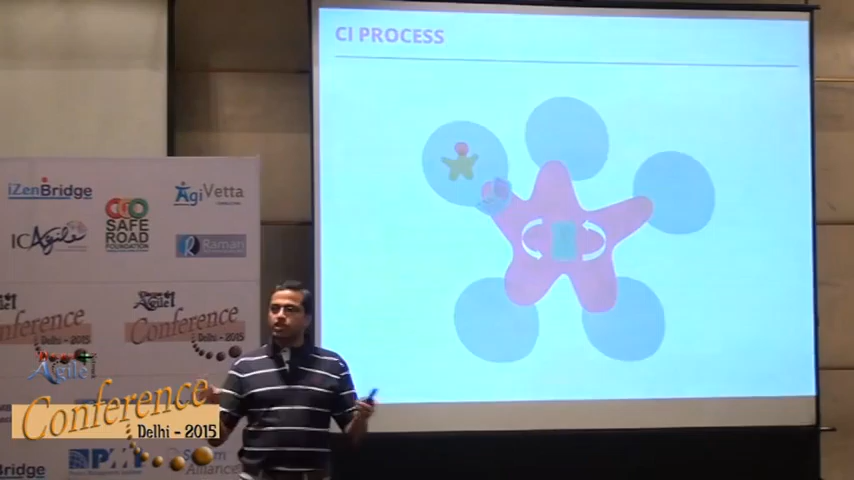 CI PROCESS
iZenBridge
AgiVetta
ICAgile
SAFE
ROAD
FOUNDATION
Raman
Agile
Conference
Delhi - 2015
Conference
Delhi - 2015
Agile
Conference
Delhi - 2015
Bridge
PMI
Alliance